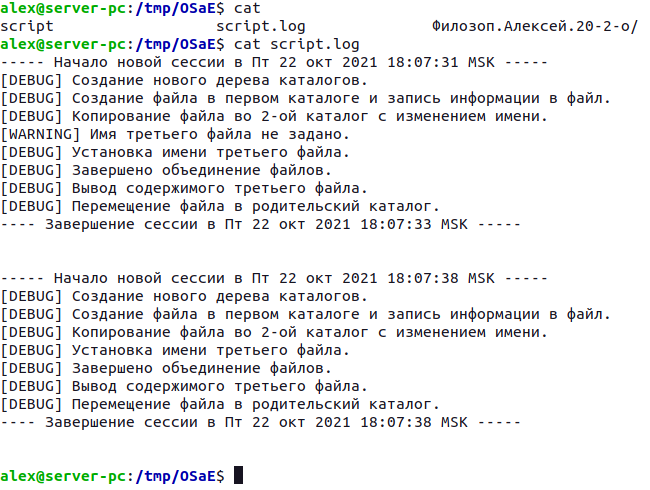 alex@server-pc:/tmp/OSaE$ cat
script script.log Филозоп.Алексей.20-2-о/
alex@server-pc:/tmp/OSaE$ cat script.log
----- Начало новой сессии в Пт 22 окт 2021 18:07:31 MSK -----
[DEBUG] Создание нового дерева каталогов.
[DEBUG] Создание файла в первом каталоге и запись информации в файл.
[DEBUG] Копирование файла во 2-ой каталог с изменением имени.
[WARNING] Имя третьего файла не задано.
[DEBUG] Установка имени третьего файла.
[DEBUG] Завершено объединение файлов.
[DEBUG] Вывод содержимого третьего файла.
[DEBUG] Перемещение файла в родительский каталог.
---- Завершение сессии в Пт 22 окт 2021 18:07:33 MSK -----
----- Начало новой сессии в Пт 22 окт 2021 18:07:38 MSK -----
[DEBUG] Создание нового дерева каталогов.
[DEBUG] Создание файла в первом каталоге и запись информации в файл.
[DEBUG] Копирование файла во 2-ой каталог с изменением имени.
[DEBUG] Установка имени третьего файла.
[DEBUG] Завершено объединение файлов.
[DEBUG] Вывод содержимого третьего файла.
[DEBUG] Перемещение файла в родительский каталог.
---- Завершение сессии в Пт 22 окт 2021 18:07:38 MSK -----
alex@server-pc:/tmp/OSaE$